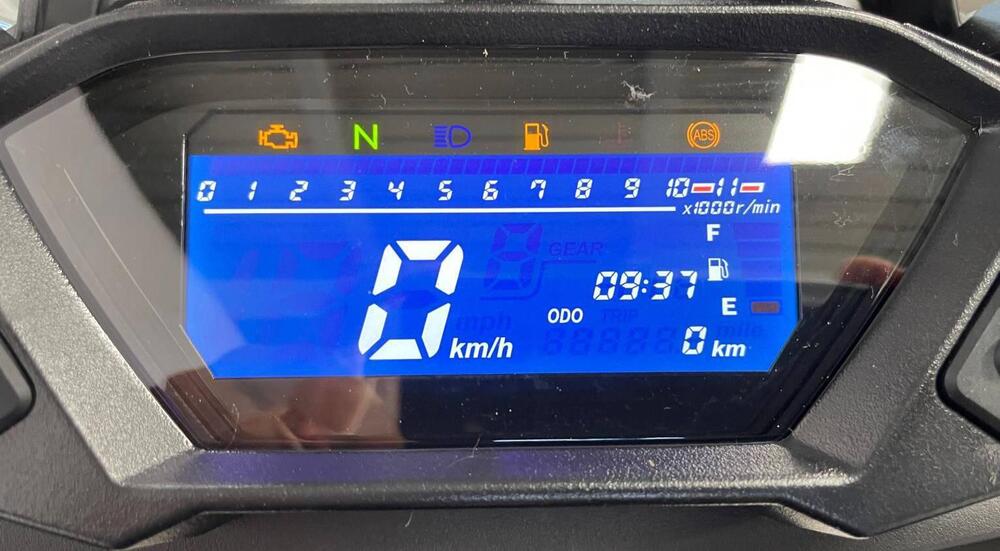 N ABS
0 1 2 3 4 5 6 7 8 9 10 11
x1000r/min
F
GEAR
09:37
E
ODO TRIP
mph mile
0 km/h 0 km